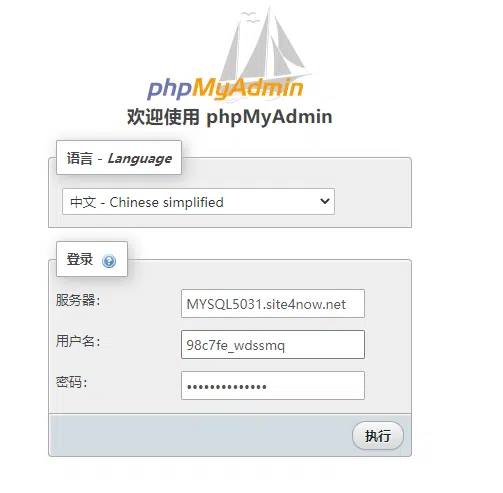 phpMyAdmin
欢迎使用 phpMyAdmin
语言 - Language
中文 - Chinese simplified
登录
服务器：
MYSQL5031.site4now.net
用户名：
98c7fe_wdssmq
密码：
••••••••••••••
执行